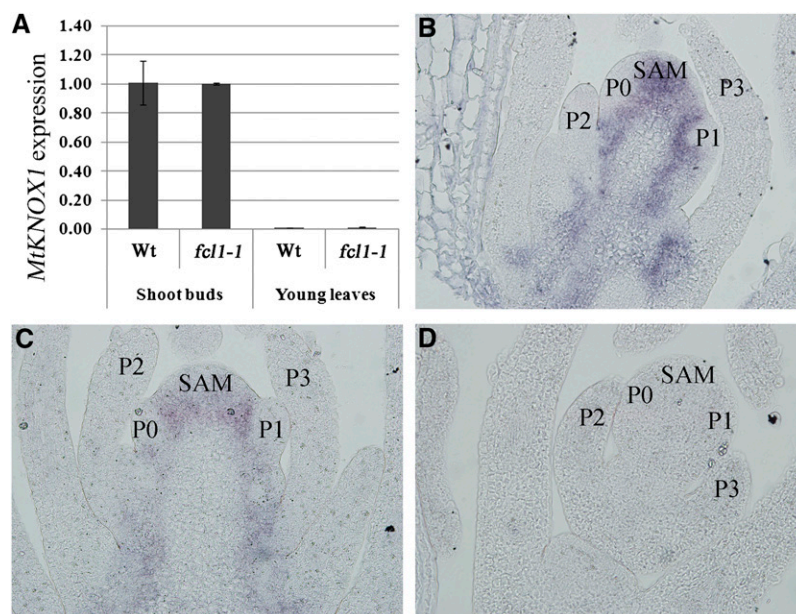 A
MtKNOX1 expression
1.40
1.20
1.00
0.80
0.60
0.40
0.20
0.00
Wt
fcl1-1
Wt
fcl1-1
Shoot buds
Young leaves
B
SAM
P0
P3
P2
P1
C
P2
SAM
P3
P0
P1
D
SAM
P0
P2
P1
P3